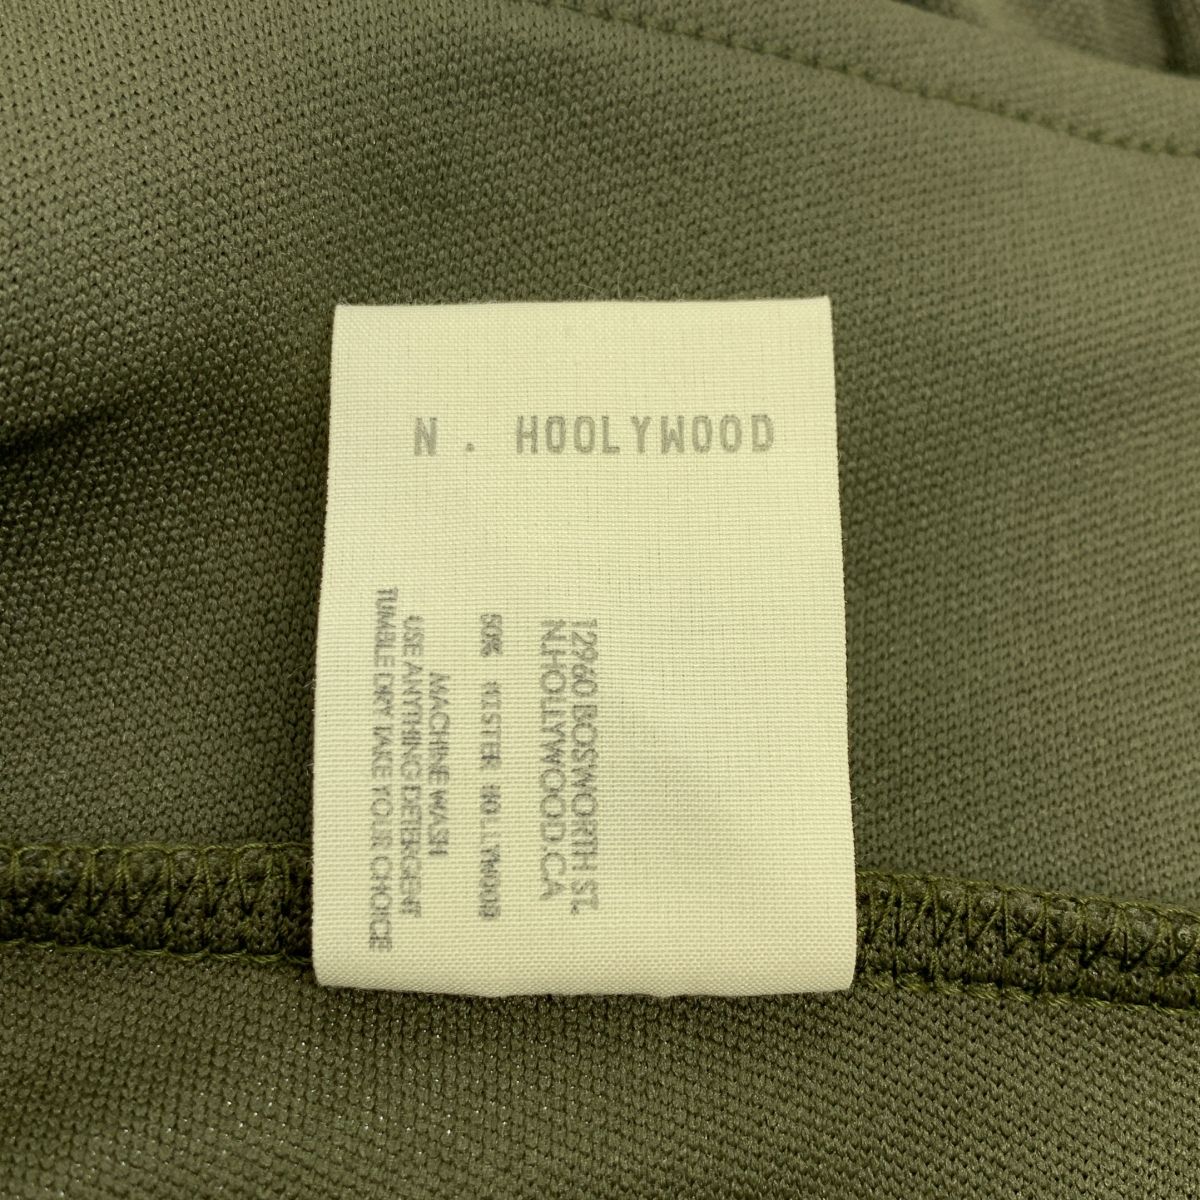 N. HOOLYWOOD
12960 BOSWORTH ST.
N.HOLLYWOOD.CA
50% MISTER HOLLYWOOD
MACHINE WASH
USE ANYTHING DETERGENT
TUMBLE DRY TAKE YOUR CHOICE